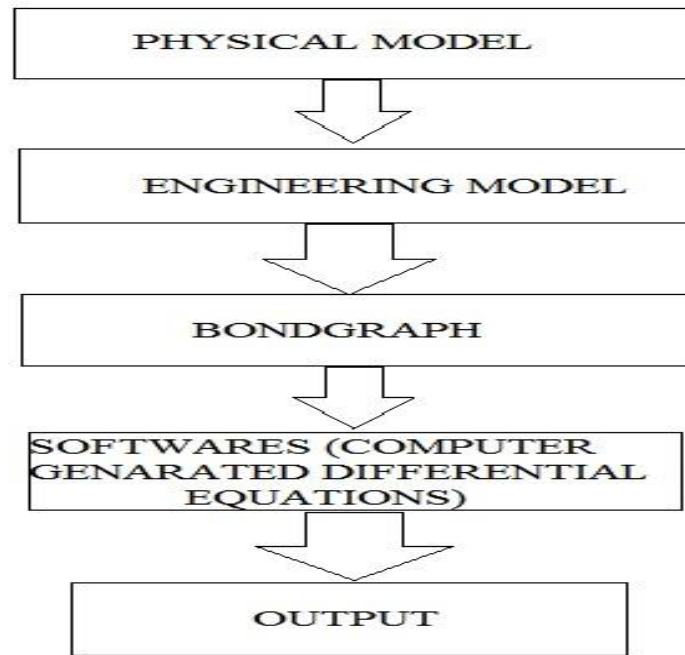 PHYSICAL MODEL
ENGINEERING MODEL
BONDGRAPH
SOFTWARES (COMPUTER
GENARATED DIFFERENTIAL
EQUATIONS)
OUTPUT